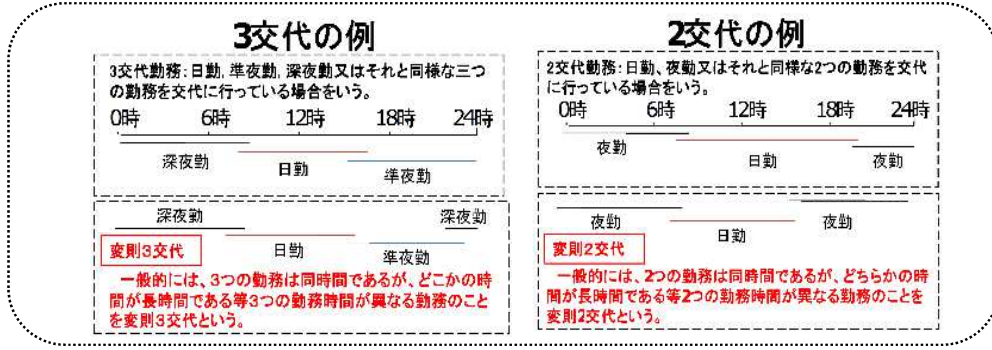 3交代の例
3交代勤務:日勤,準夜勤,深夜勤又はそれと同様な三つ
の勤務を交代に行っている場合をいう。
0時 6時 12時 18時 24時
深夜勤
日勤
準夜勤
深夜勤 深夜勤
変則3交代
日勤
準夜勤
一般的には、3つの勤務は同時間であるが、どこかの時
間が長時間である等3つの勤務時間が異なる勤務のこと
を変則3交代という。
2交代の例
2交代勤務:日勤、夜勤又はそれと同様な2つの勤務を交代
に行っている場合をいう。
0時 6時 12時 18時 24時
夜勤
日勤
夜勤
夜勤
日勤
夜勤
変則2交代
一般的には、2つの勤務は同時間であるが、どちらかの時
間が長時間である等2つの勤務時間が異なる勤務のことを
変則2交代という。